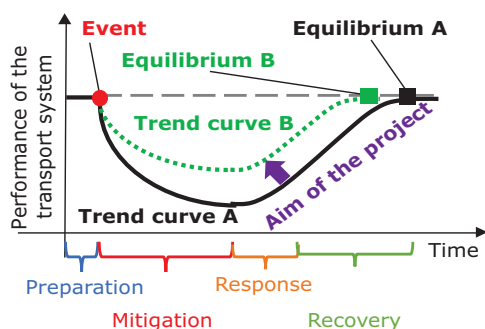 Event
Equilibrium A
Equilibrium B
Performance of the
transport system
Trend curve B
Aim of the project
Trend curve A
Time
Preparation
Response
Mitigation
Recovery